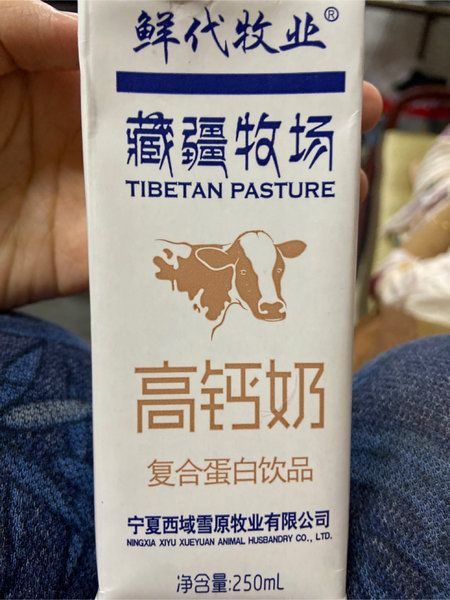 鲜代牧业®
藏疆牧场
TIBETAN PASTURE
高钙奶
复合蛋白饮品
宁夏西域雪原牧业有限公司
NINGXIA XIYU XUEYUAN ANIMAL HUSBANDRY CO., LTD.
净含量:250mL